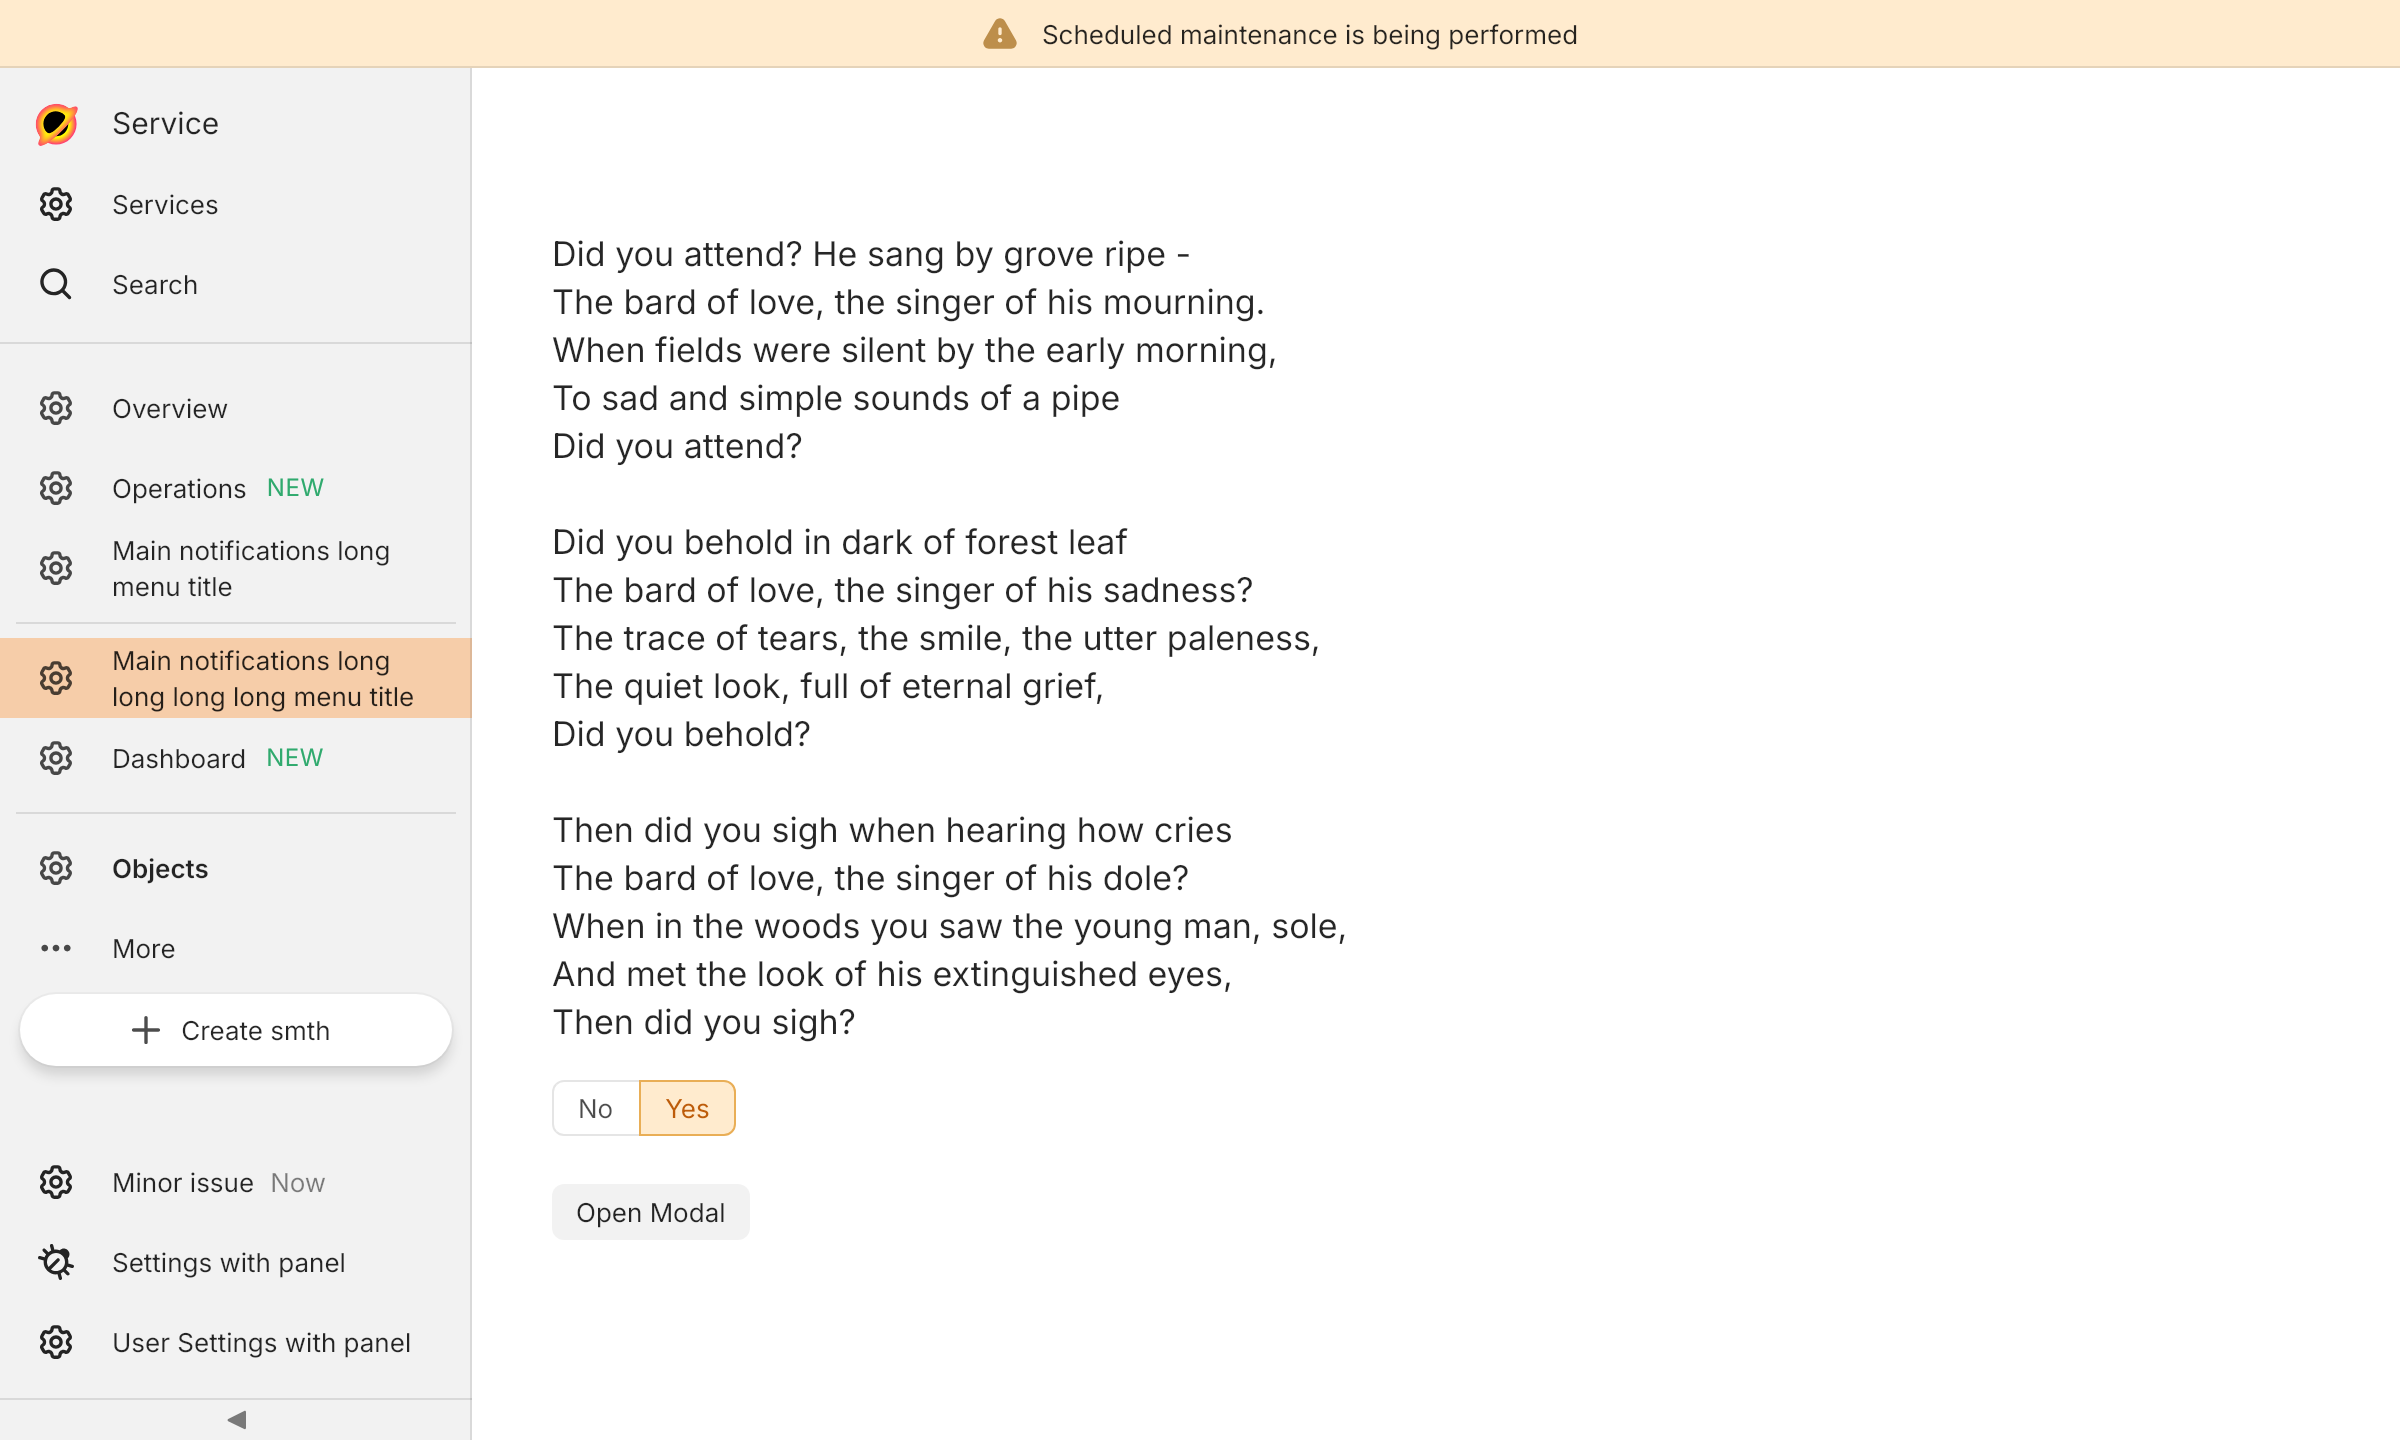 Scheduled maintenance is being performed
Service
Services
Search
Overview
Operations NEW
Main notifications long
menu title
Main notifications long
long long long menu title
Dashboard NEW
Objects
More
Create smth
Minor issue Now
Settings with panel
User Settings with panel
Did you attend? He sang by grove ripe -
The bard of love, the singer of his mourning.
When fields were silent by the early morning,
To sad and simple sounds of a pipe
Did you attend?
Did you behold in dark of forest leaf
The bard of love, the singer of his sadness?
The trace of tears, the smile, the utter paleness,
The quiet look, full of eternal grief,
Did you behold?
Then did you sigh when hearing how cries
The bard of love, the singer of his dole?
When in the woods you saw the young man, sole,
And met the look of his extinguished eyes,
Then did you sigh?
No Yes
Open Modal